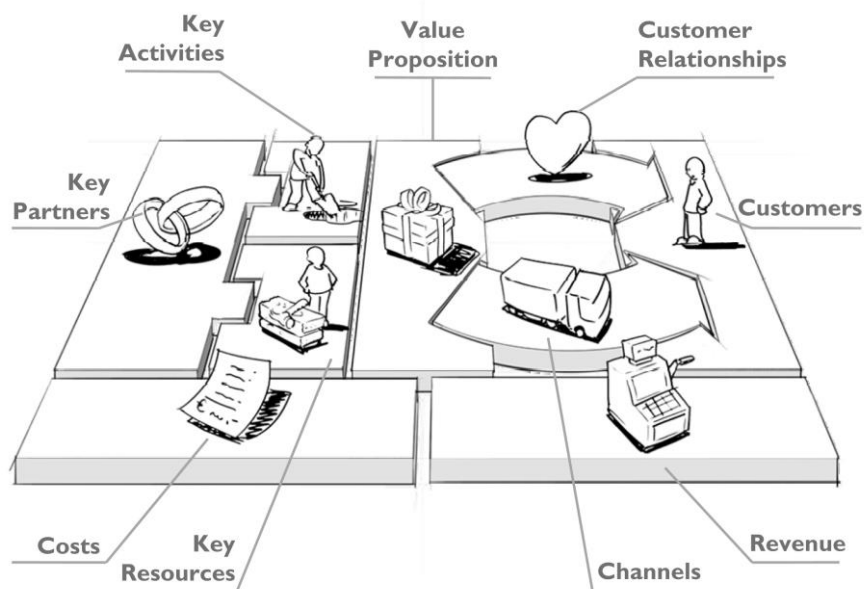 Key
Activities
Value
Proposition
Customer
Relationships
Key
Partners
Customers
Costs
Key
Resources
Channels
Revenue